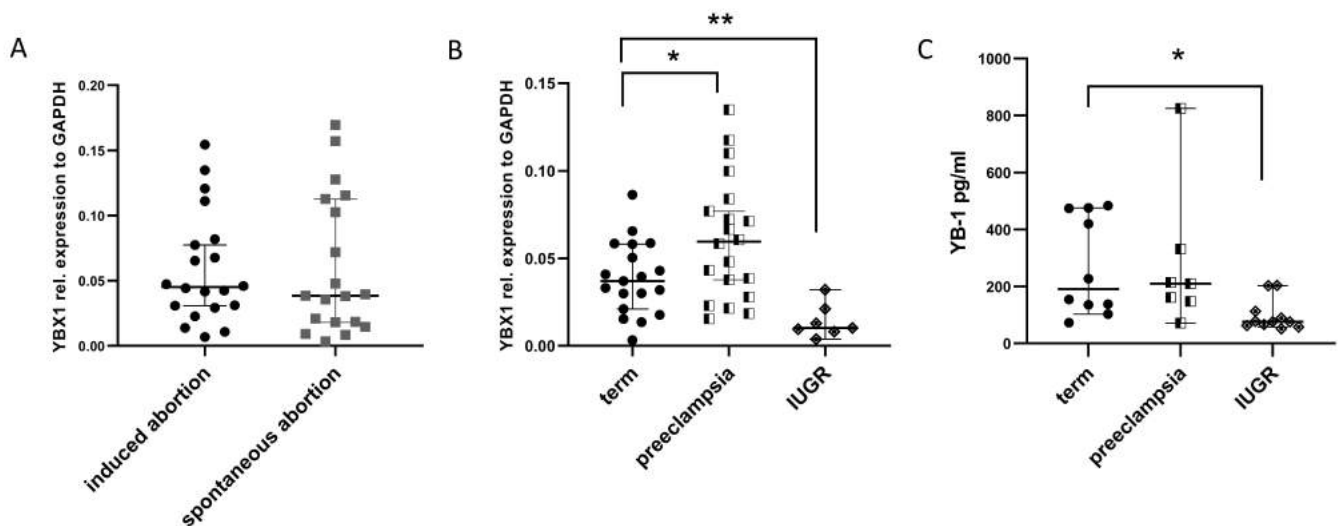 A
YBX1 rel. expression to GAPDH
0.20
0.15
0.10
0.05
0.00
induced abortion
spontaneous abortion
B
YBX1 rel. expression to GAPDH
0.15
0.10
0.05
0.00
**
*
term
preeclampsia
IUGR
C
YB-1 pg/ml
1000
800
600
400
200
0
*
term
preeclampsia
IUGR